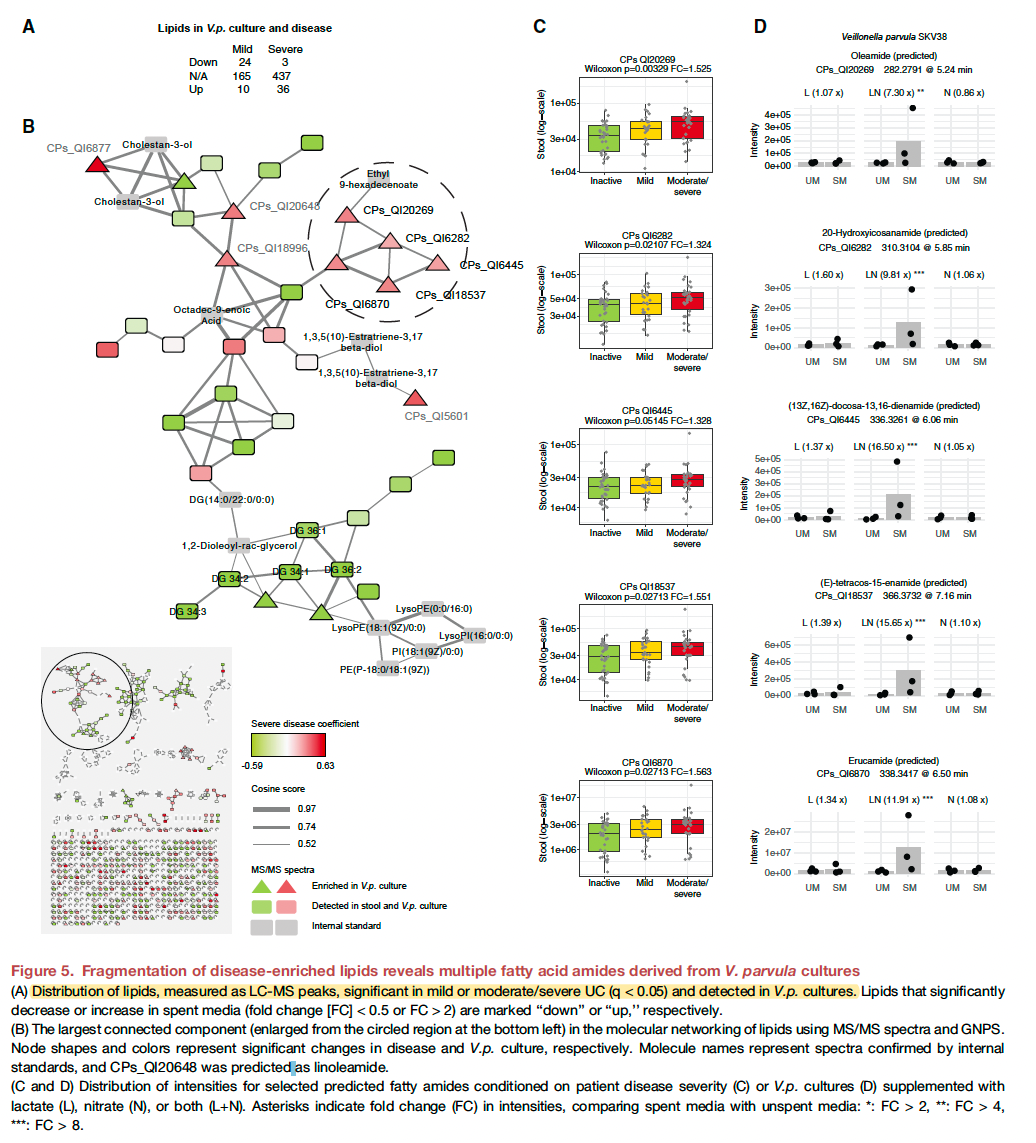 A
Lipids in V.p. culture and disease
Mild Severe
Down 24 3
N/A 165 437
Up 10 36
B
CPs_QI6877
Cholestan-3-ol
Cholestan-3-ol
CPs_QI20648
CPs_QI18996
Ethyl
9-hexadecenoate
CPs_QI20269
CPs_QI6282
CPs_QI6445
CPs_QI18537
CPs_QI6870
Octadec-9-enoic
Acid
1,3,5(10)-Estratriene-3,17
beta-diol
1,3,5(10)-Estratriene-3,17
beta-diol
CPs_QI5601
DG(14:0/22:0/0:0)
DG 36:1
1,2-Dioleoyl-rac-glycerol
DG 34:2
DG 34:1
DG 36:2
DG 34:3
LysoPE(0:0/16:0)
LysoPE(18:1(9Z)/0:0)
LysoPI(16:0/0:0)
PI(18:1(9Z)/0:0)
PE(P-18:0/18:1(9Z))
Severe disease coefficient
-0.59 0.63
Cosine score
0.97
0.74
0.52
MS/MS spectra
Enriched in V.p. culture
Detected in stool and V.p. culture
Internal standard
C
CPs QI20269
Wilcoxon p=0.00329 FC=1.525
Stool (log−scale)
1e+05
3e+04
1e+04
Inactive Mild Moderate/
severe
CPs QI6282
Wilcoxon p=0.02107 FC=1.324
Stool (log−scale)
1e+05
5e+04
3e+04
Inactive Mild Moderate/
severe
CPs QI6445
Wilcoxon p=0.05145 FC=1.328
Stool (log−scale)
1e+05
3e+04
1e+04
Inactive Mild Moderate/
severe
CPs QI18537
Wilcoxon p=0.02713 FC=1.551
Stool (log−scale)
1e+05
3e+04
1e+04
Inactive Mild Moderate/
severe
CPs QI6870
Wilcoxon p=0.02713 FC=1.563
Stool (log−scale)
1e+07
3e+06
1e+06
Inactive Mild Moderate/
severe
D
Veillonella parvula SKV38
Oleamide (predicted)
CPs_QI20269 282.2791 @ 5.24 min
L (1.07 x) LN (7.30 x) ** N (0.86 x)
Intensity
4e+05
3e+05
2e+05
1e+05
0e+00
UM SM UM SM UM SM
20-Hydroxyicosanamide (predicted)
CPs_QI6282 310.3104 @ 5.85 min
L (1.60 x) LN (9.81 x) *** N (1.06 x)
Intensity
3e+05
2e+05
1e+05
0e+00
UM SM UM SM UM SM
(13Z,16Z)-docosa-13,16-dienamide (predicted)
CPs_QI6445 336.3261 @ 6.06 min
L (1.37 x) LN (16.50 x) *** N (1.05 x)
Intensity
5e+05
4e+05
3e+05
2e+05
1e+05
0e+00
UM SM UM SM UM SM
(E)-tetracos-15-enamide (predicted)
CPs_QI18537 366.3732 @ 7.16 min
L (1.39 x) LN (15.65 x) *** N (1.10 x)
Intensity
6e+05
4e+05
2e+05
0e+00
UM SM UM SM UM SM
Erucamide (predicted)
CPs_QI6870 338.3417 @ 6.50 min
L (1.34 x) LN (11.91 x) *** N (1.08 x)
Intensity
2e+07
1e+07
0e+00
UM SM UM SM UM SM
Figure 5. Fragmentation of disease-enriched lipids reveals multiple fatty acid amides derived from V. parvula cultures
(A) Distribution of lipids, measured as LC-MS peaks, significant in mild or moderate/severe UC (q < 0.05) and detected in V.p. cultures. Lipids that significantly
decrease or increase in spent media (fold change [FC] < 0.5 or FC > 2) are marked “down” or “up,’’ respectively.
(B) The largest connected component (enlarged from the circled region at the bottom left) in the molecular networking of lipids using MS/MS spectra and GNPS.
Node shapes and colors represent significant changes in disease and V.p. culture, respectively. Molecule names represent spectra confirmed by internal
standards, and CPs_QI20648 was predicted as linoleamide.
(C and D) Distribution of intensities for selected predicted fatty amides conditioned on patient disease severity (C) or V.p. cultures (D) supplemented with
lactate (L), nitrate (N), or both (L+N). Asterisks indicate fold change (FC) in intensities, comparing spent media with unspent media: *: FC > 2, **: FC > 4,
***: FC > 8.